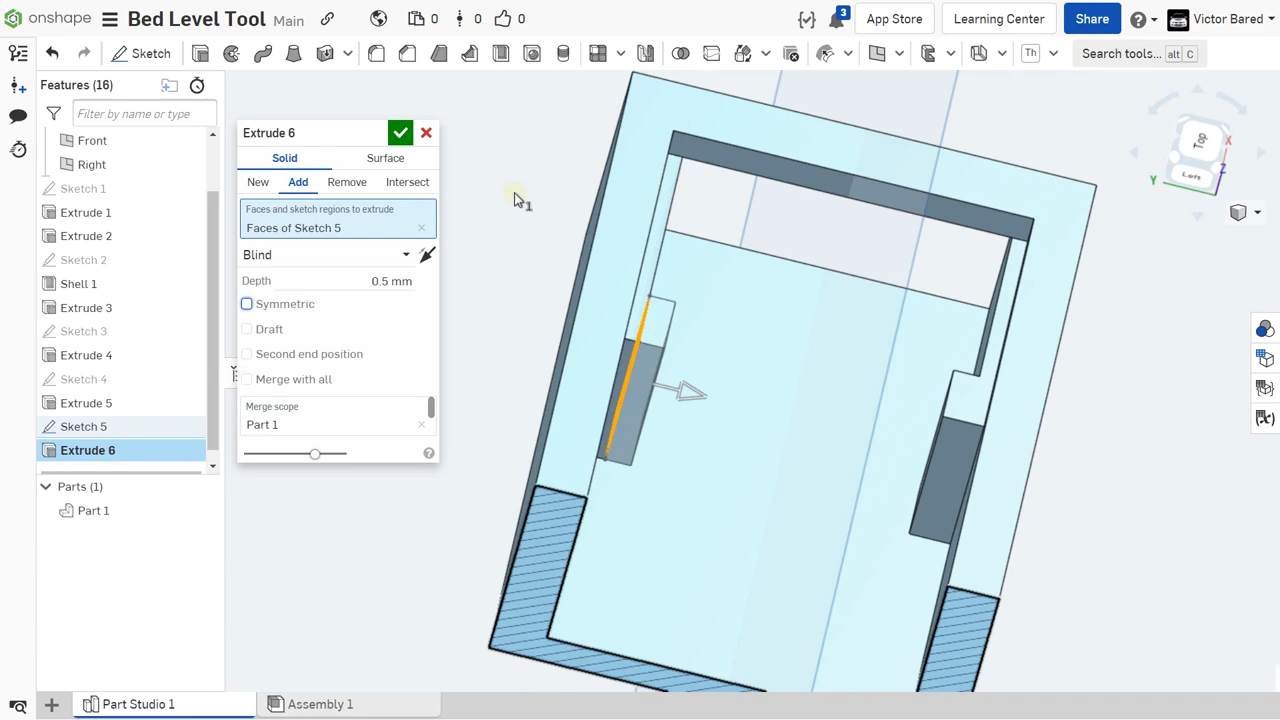 onshape Bed Level Tool Main 0 0 0 3 App Store Learning Center Share Victor Bared
Sketch Th Search tools... alt C
Features (16)
Filter by name or type
Front
Right
Sketch 1
Extrude 1
Extrude 2
Sketch 2
Shell 1
Extrude 3
Sketch 3
Extrude 4
Sketch 4
Extrude 5
Sketch 5
Extrude 6
Parts (1)
Part 1
Extrude 6
Solid Surface
New Add Remove Intersect
Faces and sketch regions to extrude
Faces of Sketch 5
Blind
Depth 0.5 mm
Symmetric
Draft
Second end position
Merge with all
Merge scope
Part 1
1
Top
Left
X
Y
Z
Part Studio 1 Assembly 1